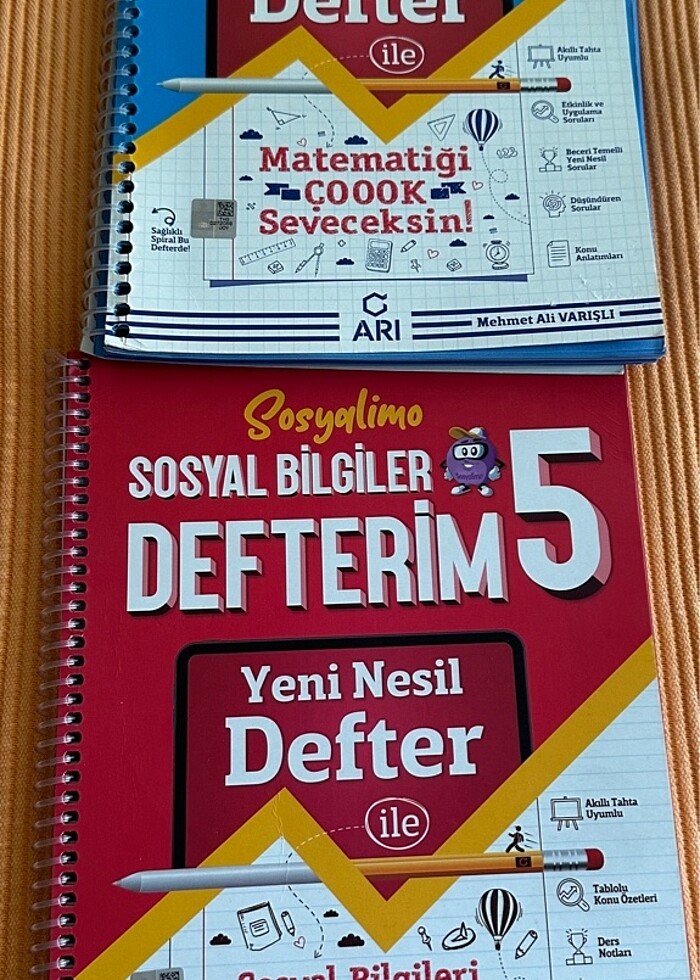 Defter
ile
Matematiği
ÇOOOK
Seveceksin!
Akıllı Tahta
Uyumlu
Etkinlik ve
Uygulama
Soruları
Beceri Temelli
Yeni Nesil
Sorular
Düşündüren
Sorular
Konu
Anlatımları
Sağlıklı
Spiral Bu
Defterde!
ARI
Mehmet Ali VARIŞLI
Sosyalimo
SOSYAL BİLGİLER
DEFTERİM 5
Yeni Nesil
Defter
ile
Akıllı Tahta
Uyumlu
Tablolu
Konu Özetleri
Ders
Notları
Sosyal Bilgileri